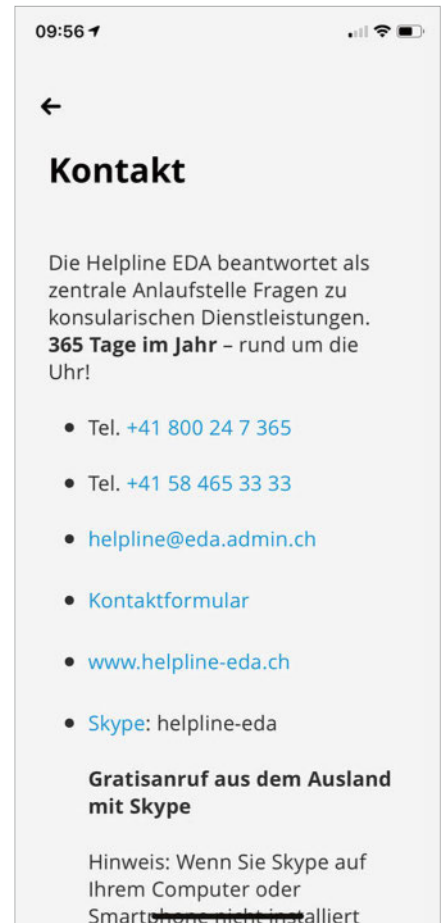 09:56
Kontakt
Die Helpline EDA beantwortet als
zentrale Anlaufstelle Fragen zu
konsularischen Dienstleistungen.
365 Tage im Jahr – rund um die
Uhr!
• Tel. +41 800 24 7 365
• Tel. +41 58 465 33 33
• helpline@eda.admin.ch
• Kontaktformular
• www.helpline-eda.ch
• Skype: helpline-eda
Gratisanruf aus dem Ausland
mit Skype
Hinweis: Wenn Sie Skype auf
Ihrem Computer oder
Smartphone nicht installiert